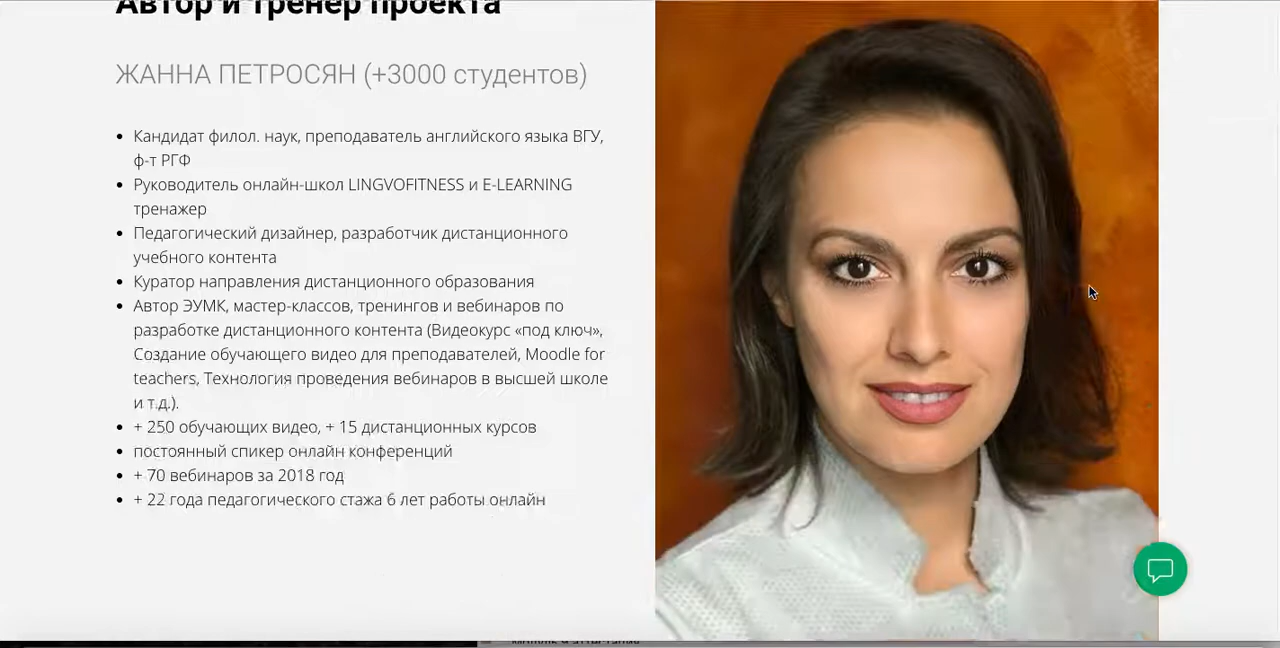 Автор и тренер проекта
ЖАННА ПЕТРОСЯН (+3000 студентов)
Кандидат филол. наук, преподаватель английского языка ВГУ,
ф-т РГФ
Руководитель онлайн-школ LINGVOFITNESS и E-LEARNING
тренажер
Педагогический дизайнер, разработчик дистанционного
учебного контента
Куратор направления дистанционного образования
Автор ЭУМК, мастер-классов, тренингов и вебинаров по
разработке дистанционного контента (Видеокурс «под ключ»,
Создание обучающего видео для преподавателей, Moodle for
teachers, Технология проведения вебинаров в высшей школе
и т.д.).
+ 250 обучающих видео, + 15 дистанционных курсов
постоянный спикер онлайн конференций
+ 70 вебинаров за 2018 год
+ 22 года педагогического стажа 6 лет работы онлайн